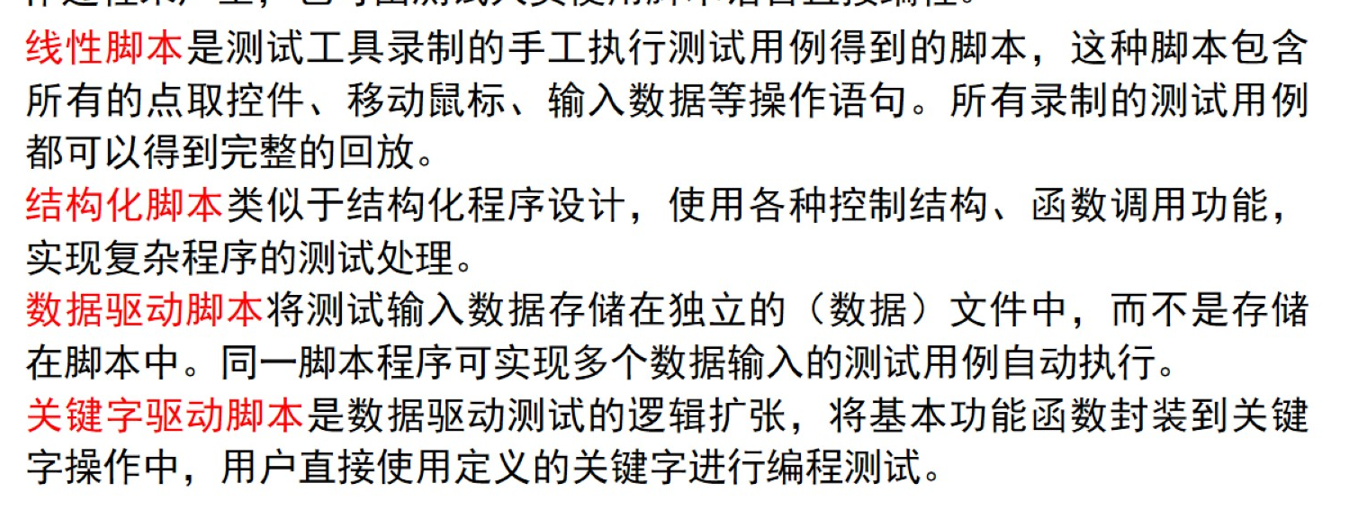 线性脚本是测试工具录制的手工执行测试用例得到的脚本，这种脚本包含
所有的点取控件、移动鼠标、输入数据等操作语句。所有录制的测试用例
都可以得到完整的回放。
结构化脚本类似于结构化程序设计，使用各种控制结构、函数调用功能，
实现复杂程序的测试处理。
数据驱动脚本将测试输入数据存储在独立的（数据）文件中，而不是存储
在脚本中。同一脚本程序可实现多个数据输入的测试用例自动执行。
关键字驱动脚本是数据驱动测试的逻辑扩张，将基本功能函数封装到关键
字操作中，用户直接使用定义的关键字进行编程测试。